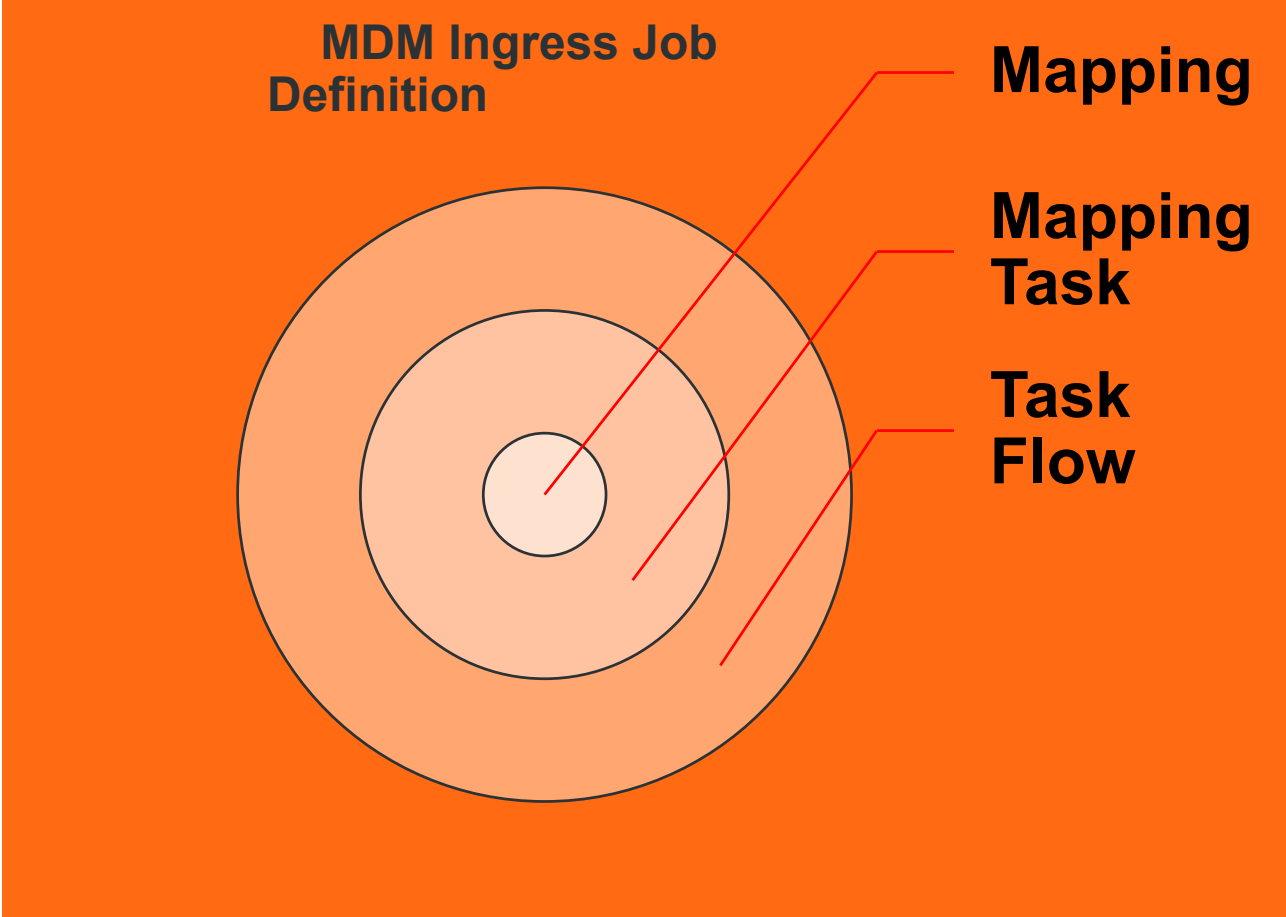 MDM Ingress Job
Definition
Mapping
Mapping
Task
Task
Flow